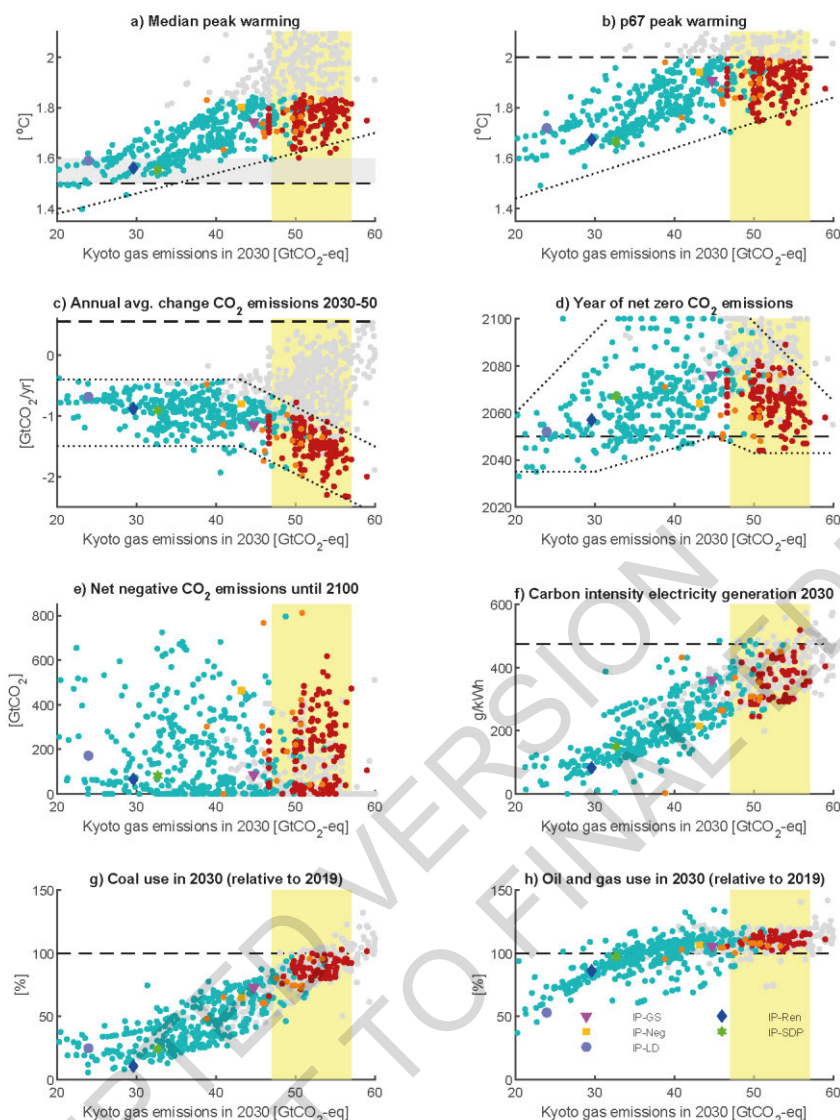 a) Median peak warming
[°C]
2
1.8
1.6
1.4
20 30 40 50 60
Kyoto gas emissions in 2030 [GtCO2-eq]
b) p67 peak warming
[°C]
2
1.8
1.6
1.4
20 30 40 50 60
Kyoto gas emissions in 2030 [GtCO2-eq]
c) Annual avg. change CO2 emissions 2030-50
[GtCO2/yr]
0
-1
-2
20 30 40 50 60
Kyoto gas emissions in 2030 [GtCO2-eq]
d) Year of net zero CO2 emissions
2100
2080
2060
2040
2020
20 30 40 50 60
Kyoto gas emissions in 2030 [GtCO2-eq]
e) Net negative CO2 emissions until 2100
[GtCO2]
800
600
400
200
0
20 30 40 50 60
Kyoto gas emissions in 2030 [GtCO2-eq]
f) Carbon intensity electricity generation 2030
g/kWh
600
400
200
0
20 30 40 50 60
Kyoto gas emissions in 2030 [GtCO2-eq]
g) Coal use in 2030 (relative to 2019)
[%]
150
100
50
0
20 30 40 50 60
Kyoto gas emissions in 2030 [GtCO2-eq]
h) Oil and gas use in 2030 (relative to 2019)
[%]
150
100
50
0
IP-GS IP-Ren
IP-Neg IP-SDP
IP-LD
20 30 40 50 60
Kyoto gas emissions in 2030 [GtCO2-eq]
VERSION
TO FINAL